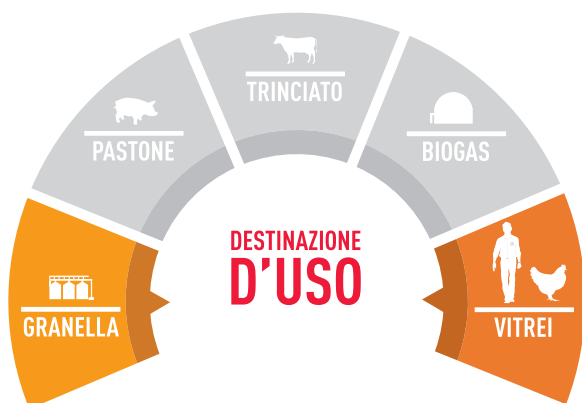 TRINCIATO
PASTONE
BIOGAS
DESTINAZIONE
D'USO
GRANELLA
VITREI